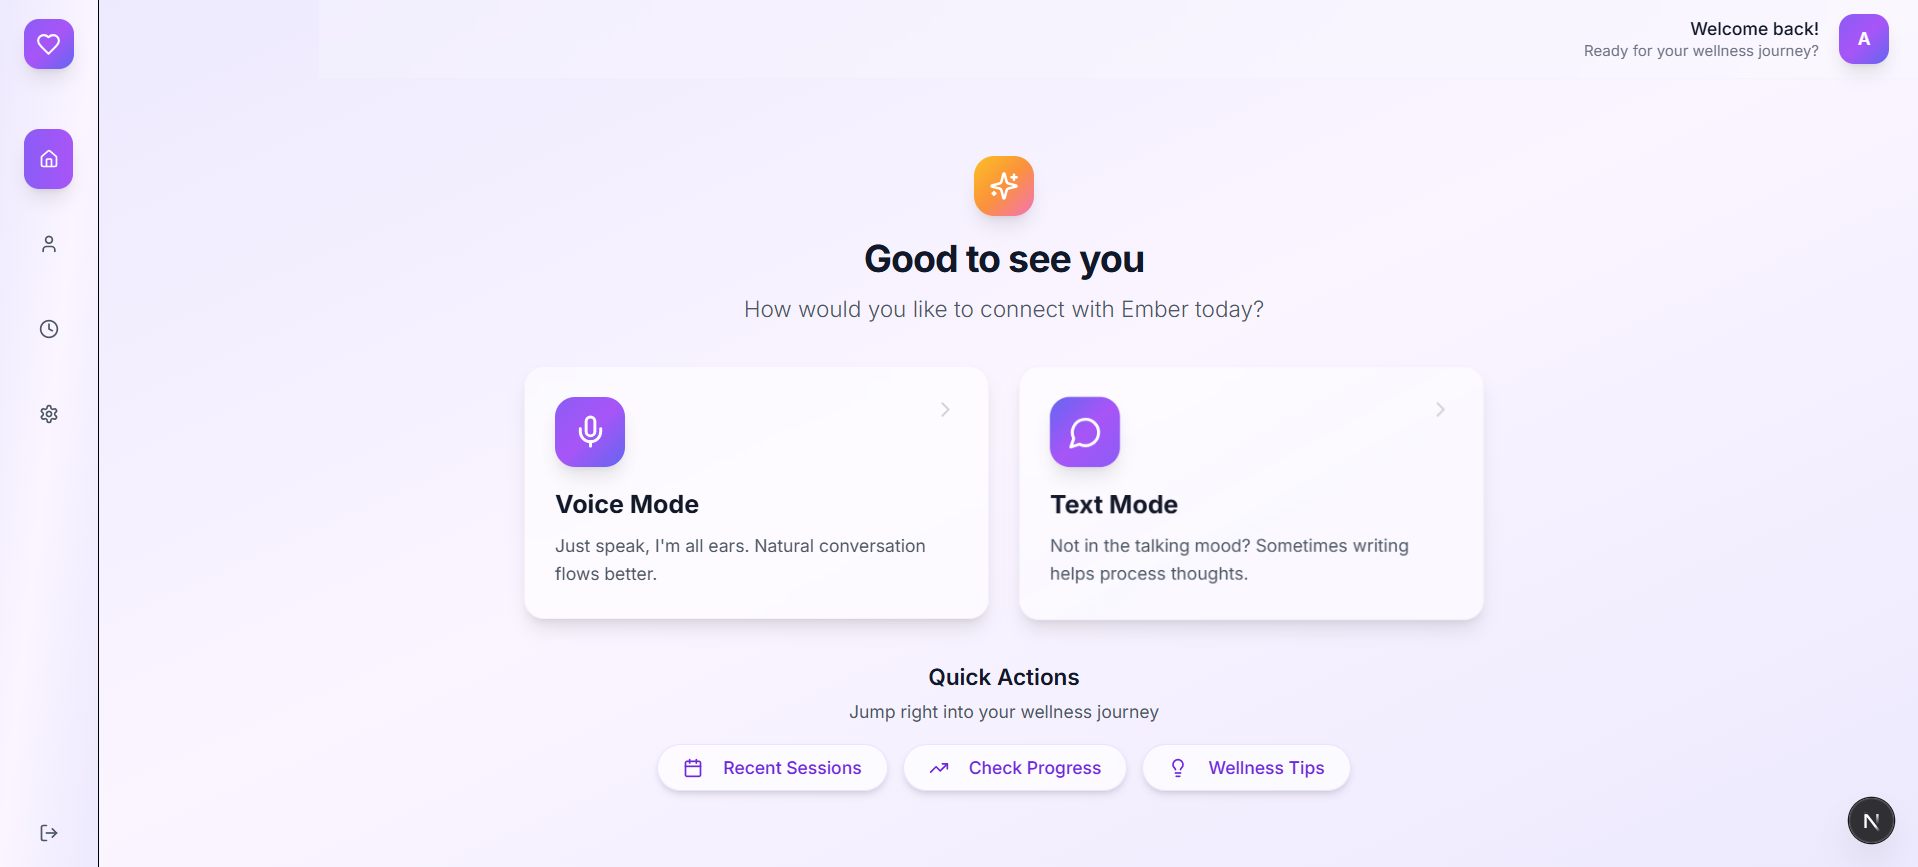 Welcome back!
Ready for your wellness journey?
A
Good to see you
How would you like to connect with Ember today?
Voice Mode
Just speak, I'm all ears. Natural conversation
flows better.
Text Mode
Not in the talking mood? Sometimes writing
helps process thoughts.
Quick Actions
Jump right into your wellness journey
Recent Sessions
Check Progress
Wellness Tips
N